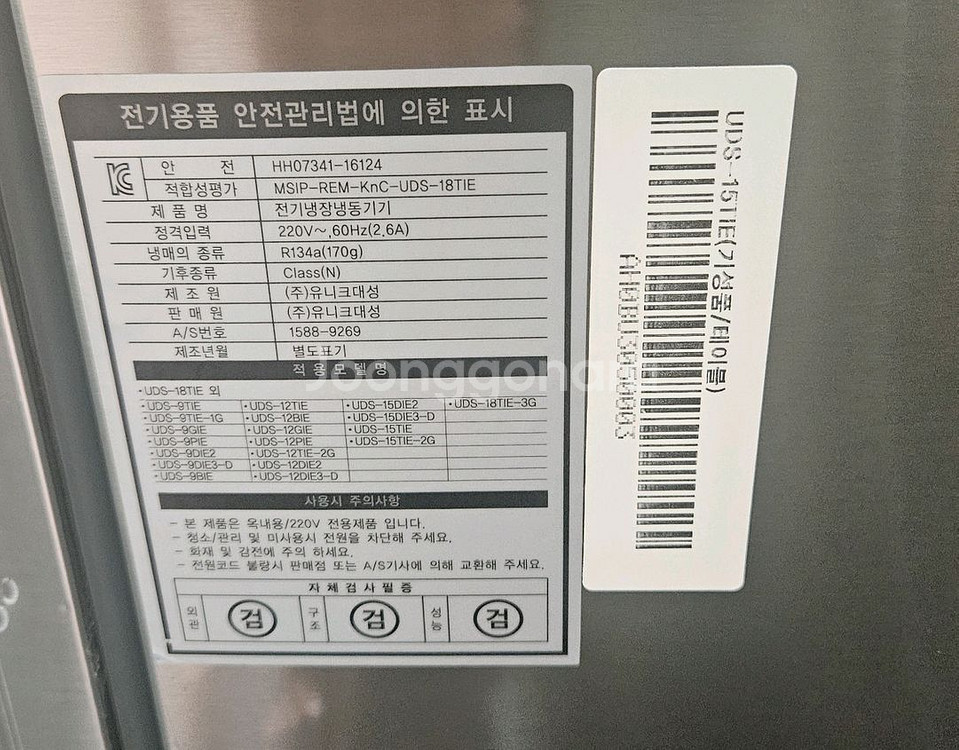 전기용품 안전관리법에 의한 표시
안 전 HH07341-16124
적합성평가 MSIP-REM-KnC-UDS-18TIE
제 품 명 전기냉장냉동기기
정격입력 220V~,60Hz(2.6A)
냉매의 종류 R134a(170g)
기후종류 Class(N)
제 조 원 (주)유니크대성
판 매 원 (주)유니크대성
A/S번호 1588-9269
제조년월 별도표기
적 용 모 델 명
·UDS-18TIE 외
·UDS-9TIE ·UDS-12TIE ·UDS-15DIE2 ·UDS-18TIE-3G
·UDS-9TIE-1G ·UDS-12BIE ·UDS-15DIE3-D
·UDS-9GIE ·UDS-12GIE ·UDS-15TIE
·UDS-9PIE ·UDS-12PIE ·UDS-15TIE-2G
·UDS-9DIE2 ·UDS-12TIE-2G
·UDS-9DIE3-D ·UDS-12DIE2
·UDS-9BIE ·UDS-12DIE3-D
사용시 주의사항
- 본 제품은 옥내용/220V 전용제품 입니다.
- 청소/관리 및 미사용시 전원을 차단해 주세요.
- 화재 및 감전에 주의 하세요.
- 전원코드 불량시 판매점 또는 A/S기사에 의해 교환해 주세요.
자 체 검 사 필 증
외관 검 구조 검 성능 검
UDS-15TIE(기성품/테이블)
Joonggonara